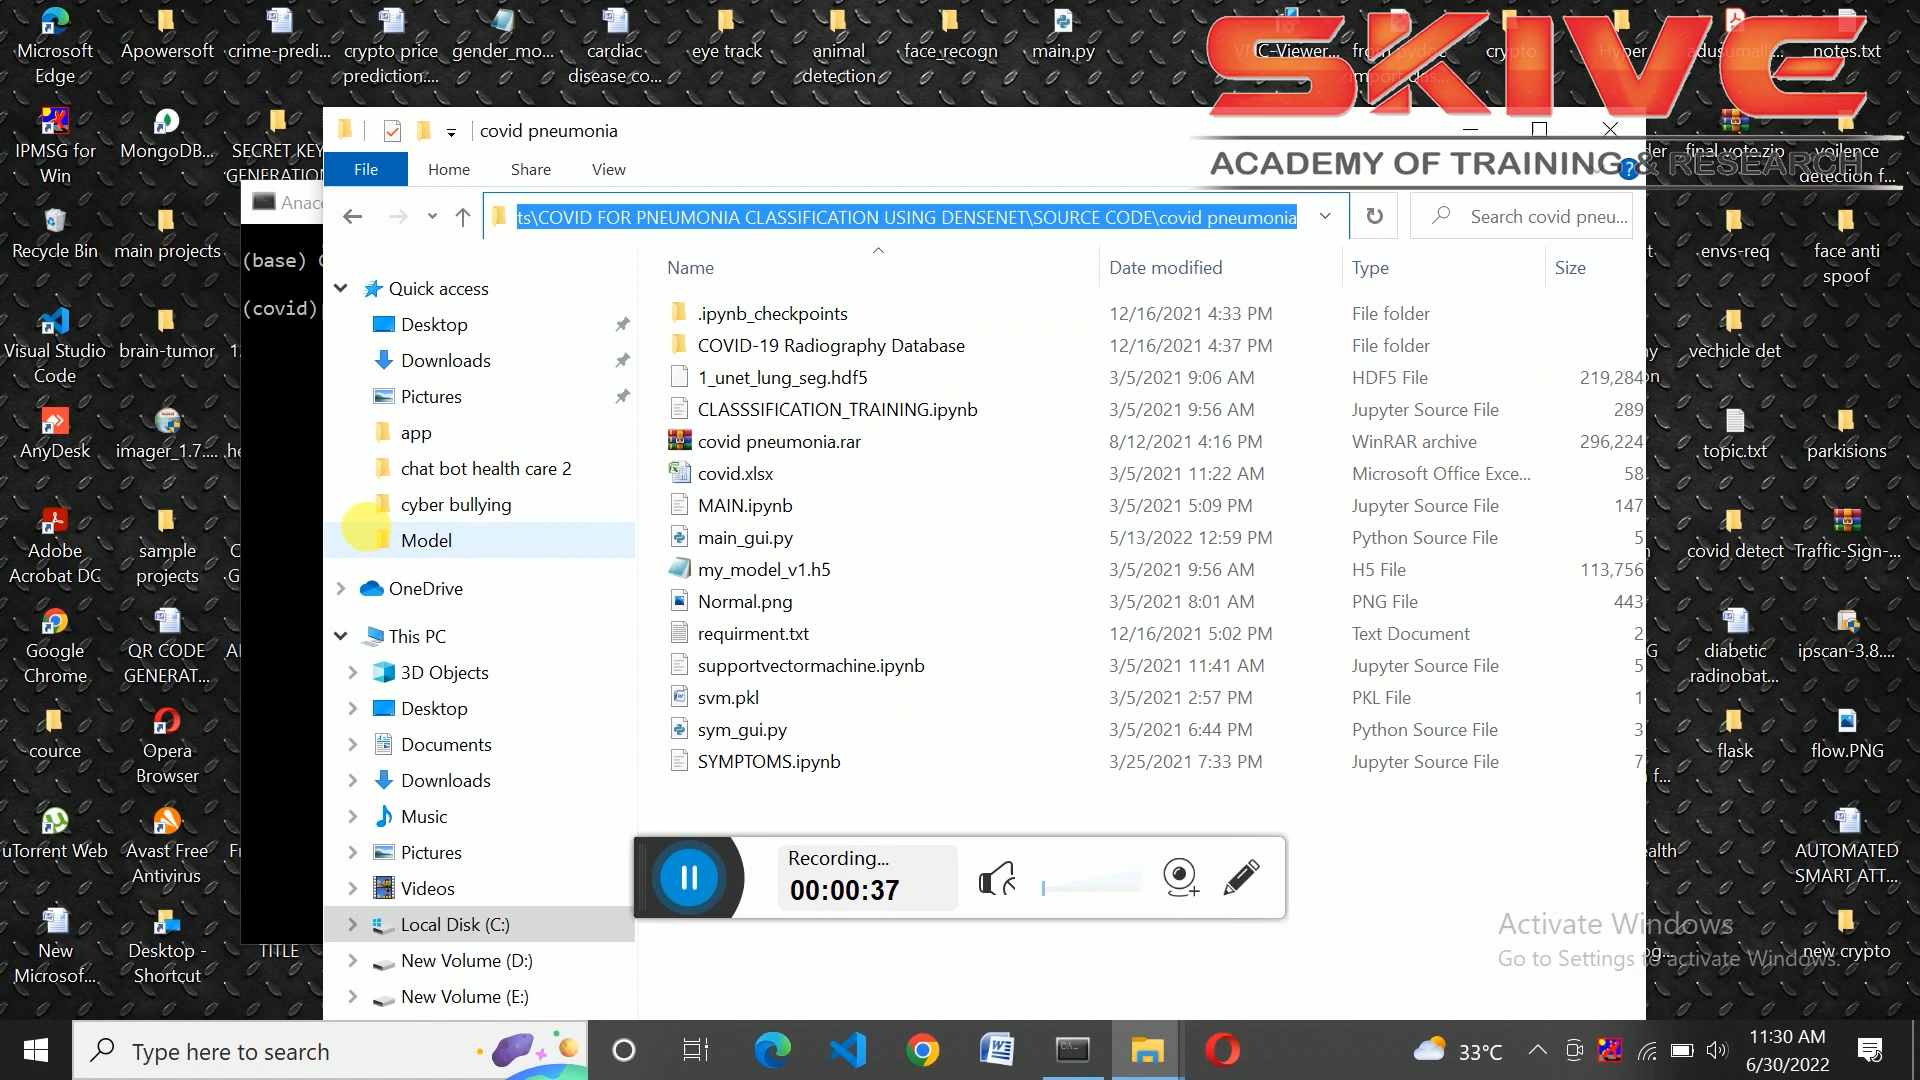 Microsoft Edge
Apowersoft
crime-predi...
crypto price prediction....
gender_mo...
cardiac disease co...
eye track
animal detection
face_recogn
main.py
VNC-Viewer...
crypto
Hyper
notes.txt
SKIVE
ACADEMY OF TRAINING & RESEARCH
IPMSG for Win
MongoDB...
SECRET KEY GENERATION
final vote.zip
voilence detection f...
covid pneumonia
File
Home
Share
View
Anaco
ts\COVID FOR PNEUMONIA CLASSIFICATION USING DENSENET\SOURCE CODE\covid pneumonia
Search covid pneu...
Recycle Bin
main projects
(base) C
(covid)
envs-req
face anti spoof
Name
Date modified
Type
Size
Quick access
Desktop
Downloads
Pictures
app
chat bot health care 2
cyber bullying
Model
OneDrive
This PC
3D Objects
Desktop
Documents
Downloads
Music
Pictures
Videos
Local Disk (C:)
New Volume (D:)
New Volume (E:)
.ipynb_checkpoints 12/16/2021 4:33 PM File folder
COVID-19 Radiography Database 12/16/2021 4:37 PM File folder
1_unet_lung_seg.hdf5 3/5/2021 9:06 AM HDF5 File 219,284
CLASSSIFICATION_TRAINING.ipynb 3/5/2021 9:56 AM Jupyter Source File 289
covid pneumonia.rar 8/12/2021 4:16 PM WinRAR archive 296,224
covid.xlsx 3/5/2021 11:22 AM Microsoft Office Exce... 58
MAIN.ipynb 3/5/2021 5:09 PM Jupyter Source File 147
main_gui.py 5/13/2022 12:59 PM Python Source File 5
my_model_v1.h5 3/5/2021 9:56 AM H5 File 113,756
Normal.png 3/5/2021 8:01 AM PNG File 443
requirment.txt 12/16/2021 5:02 PM Text Document 2
supportvectormachine.ipynb 3/5/2021 11:41 AM Jupyter Source File 5
svm.pkl 3/5/2021 2:57 PM PKL File 1
sym_gui.py 3/5/2021 6:44 PM Python Source File 3
SYMPTOMS.ipynb 3/25/2021 7:33 PM Jupyter Source File 7
Visual Studio Code
brain-tumor
vechicle det
AnyDesk
imager_1.7....
topic.txt
parkisions
Adobe Acrobat DC
sample projects
covid detect
Traffic-Sign-...
Google Chrome
QR CODE GENERAT...
diabetic radinobat...
ipscan-3.8....
cource
Opera Browser
flask
flow.PNG
uTorrent Web
Avast Free Antivirus
AUTOMATED SMART ATT...
New Microsof...
Desktop - Shortcut
TITLE
new crypto
Recording...
00:00:37
Activate Windows
Go to Settings to activate Windows.
Type here to search
33°C
11:30 AM
6/30/2022